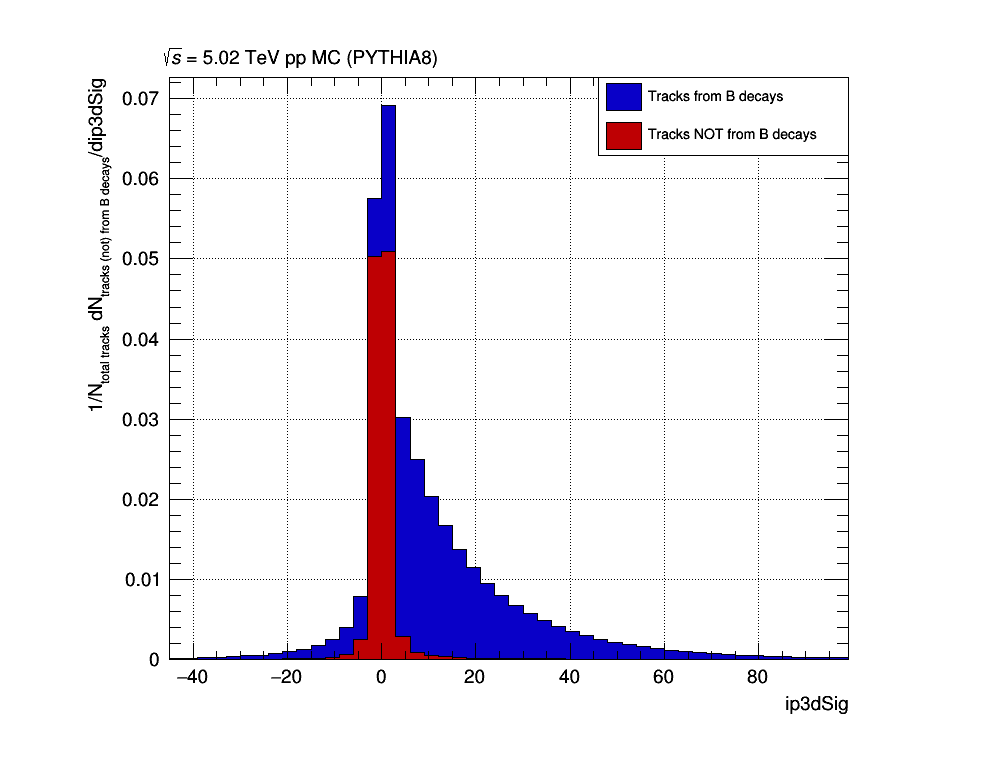 √s = 5.02 TeV pp MC (PYTHIA8)
Tracks from B decays
Tracks NOT from B decays
1/N_total tracks dN_tracks (not) from B decays/dip3dSig
0.07
0.06
0.05
0.04
0.03
0.02
0.01
0
−40 −20 0 20 40 60 80
ip3dSig